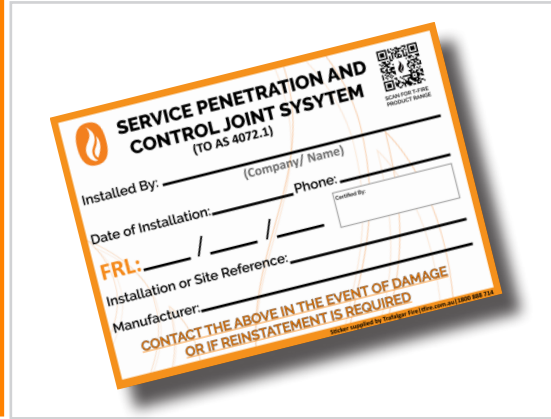 SERVICE PENETRATION AND
CONTROL JOINT SYSYTEM
(TO AS 4072.1)
SCAN FOR T-FIRE
PRODUCT RANGE
Installed By:
(Company/ Name)
Date of Installation:
Phone:
Certified By:
FRL: / /
Installation or Site Reference:
Manufacturer:
CONTACT THE ABOVE IN THE EVENT OF DAMAGE
OR IF REINSTATEMENT IS REQUIRED
Sticker supplied by Trafalgar Fire|tfire.com.au|1800 888 714